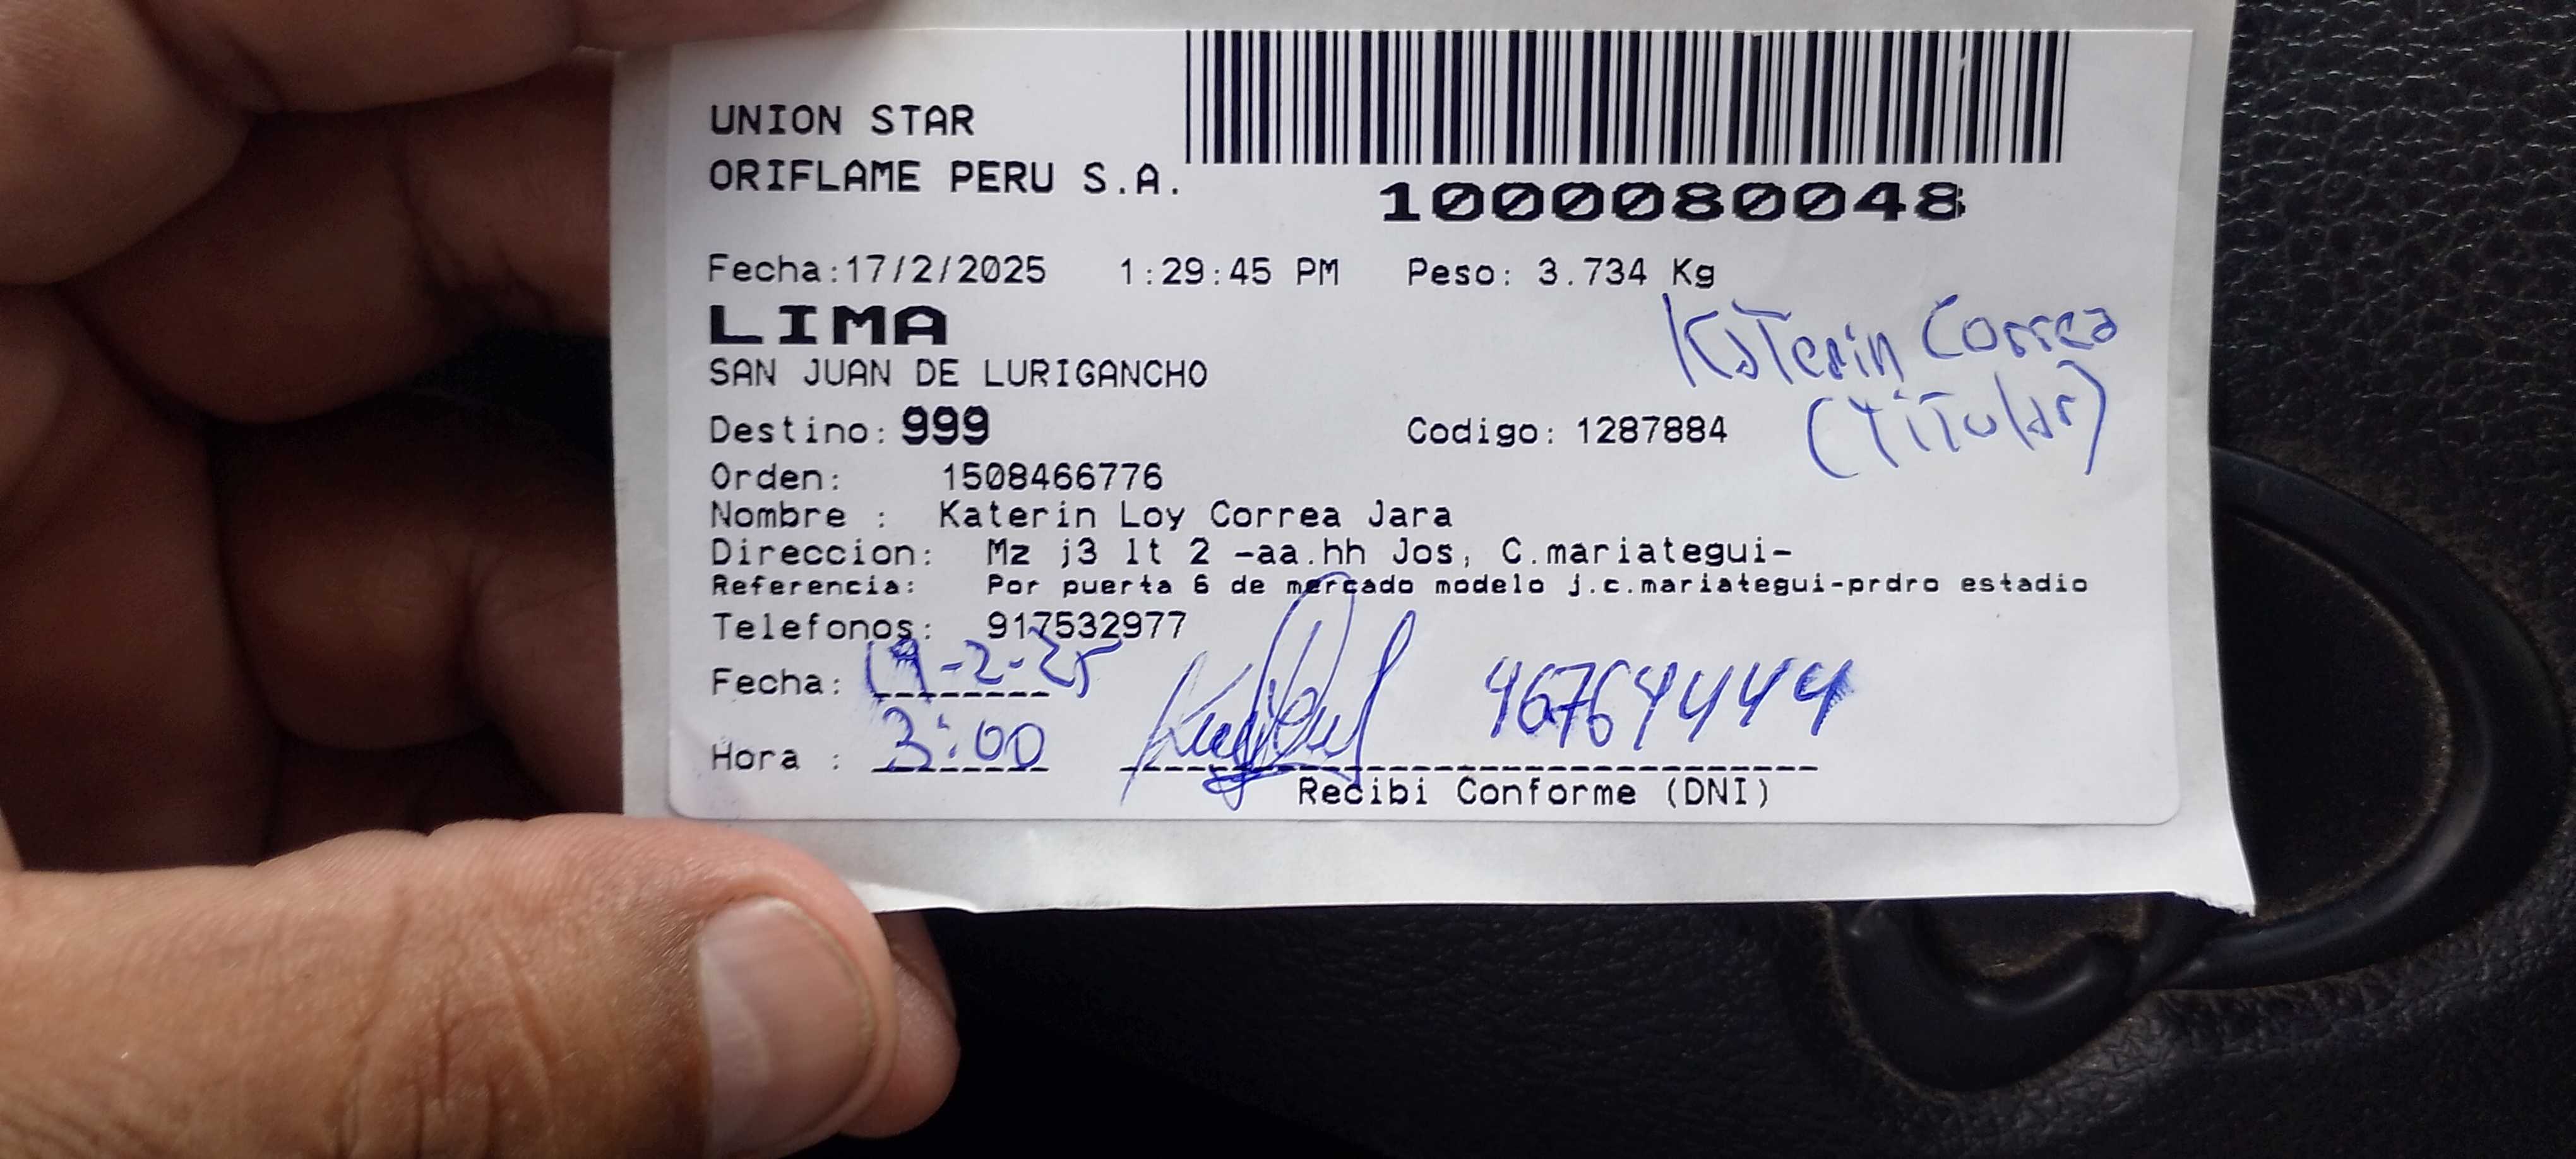 UNION STAR
ORIFLAME PERU S.A.
1000080048
Fecha:17/2/2025 1:29:45 PM Peso: 3.734 Kg
LIMA
SAN JUAN DE LURIGANCHO
Katerin Correa
(Titular)
Destino: 999 Codigo: 1287884
Orden: 1508466776
Nombre : Katerin Loy Correa Jara
Direccion: Mz j3 lt 2 -aa.hh Jos, C.mariategui-
Referencia: Por puerta 6 de mercado modelo j.c.mariategui-prdro estadio
Telefonos: 917532977
Fecha: 19-2-25
46764444
Hora : 3:00
Recibi Conforme (DNI)